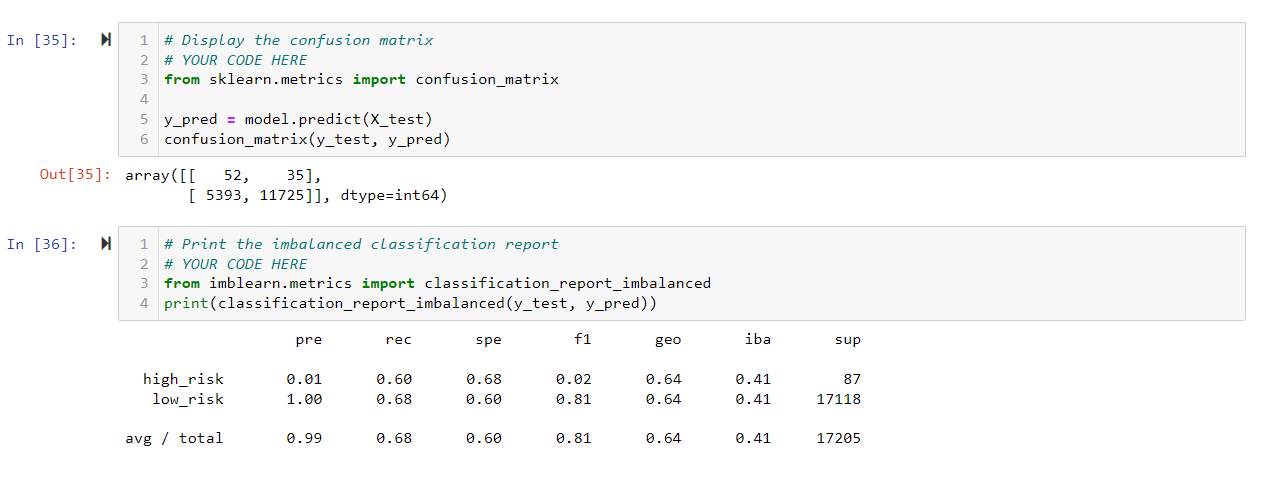 In [35]:
1 # Display the confusion matrix
2 # YOUR CODE HERE
3 from sklearn.metrics import confusion_matrix
4
5 y_pred = model.predict(X_test)
6 confusion_matrix(y_test, y_pred)
Out[35]: array([[   52,    35],
       [ 5393, 11725]], dtype=int64)
In [36]:
1 # Print the imbalanced classification report
2 # YOUR CODE HERE
3 from imblearn.metrics import classification_report_imbalanced
4 print(classification_report_imbalanced(y_test, y_pred))
pre rec spe f1 geo iba sup
high_risk 0.01 0.60 0.68 0.02 0.64 0.41 87
low_risk 1.00 0.68 0.60 0.81 0.64 0.41 17118
avg / total 0.99 0.68 0.60 0.81 0.64 0.41 17205